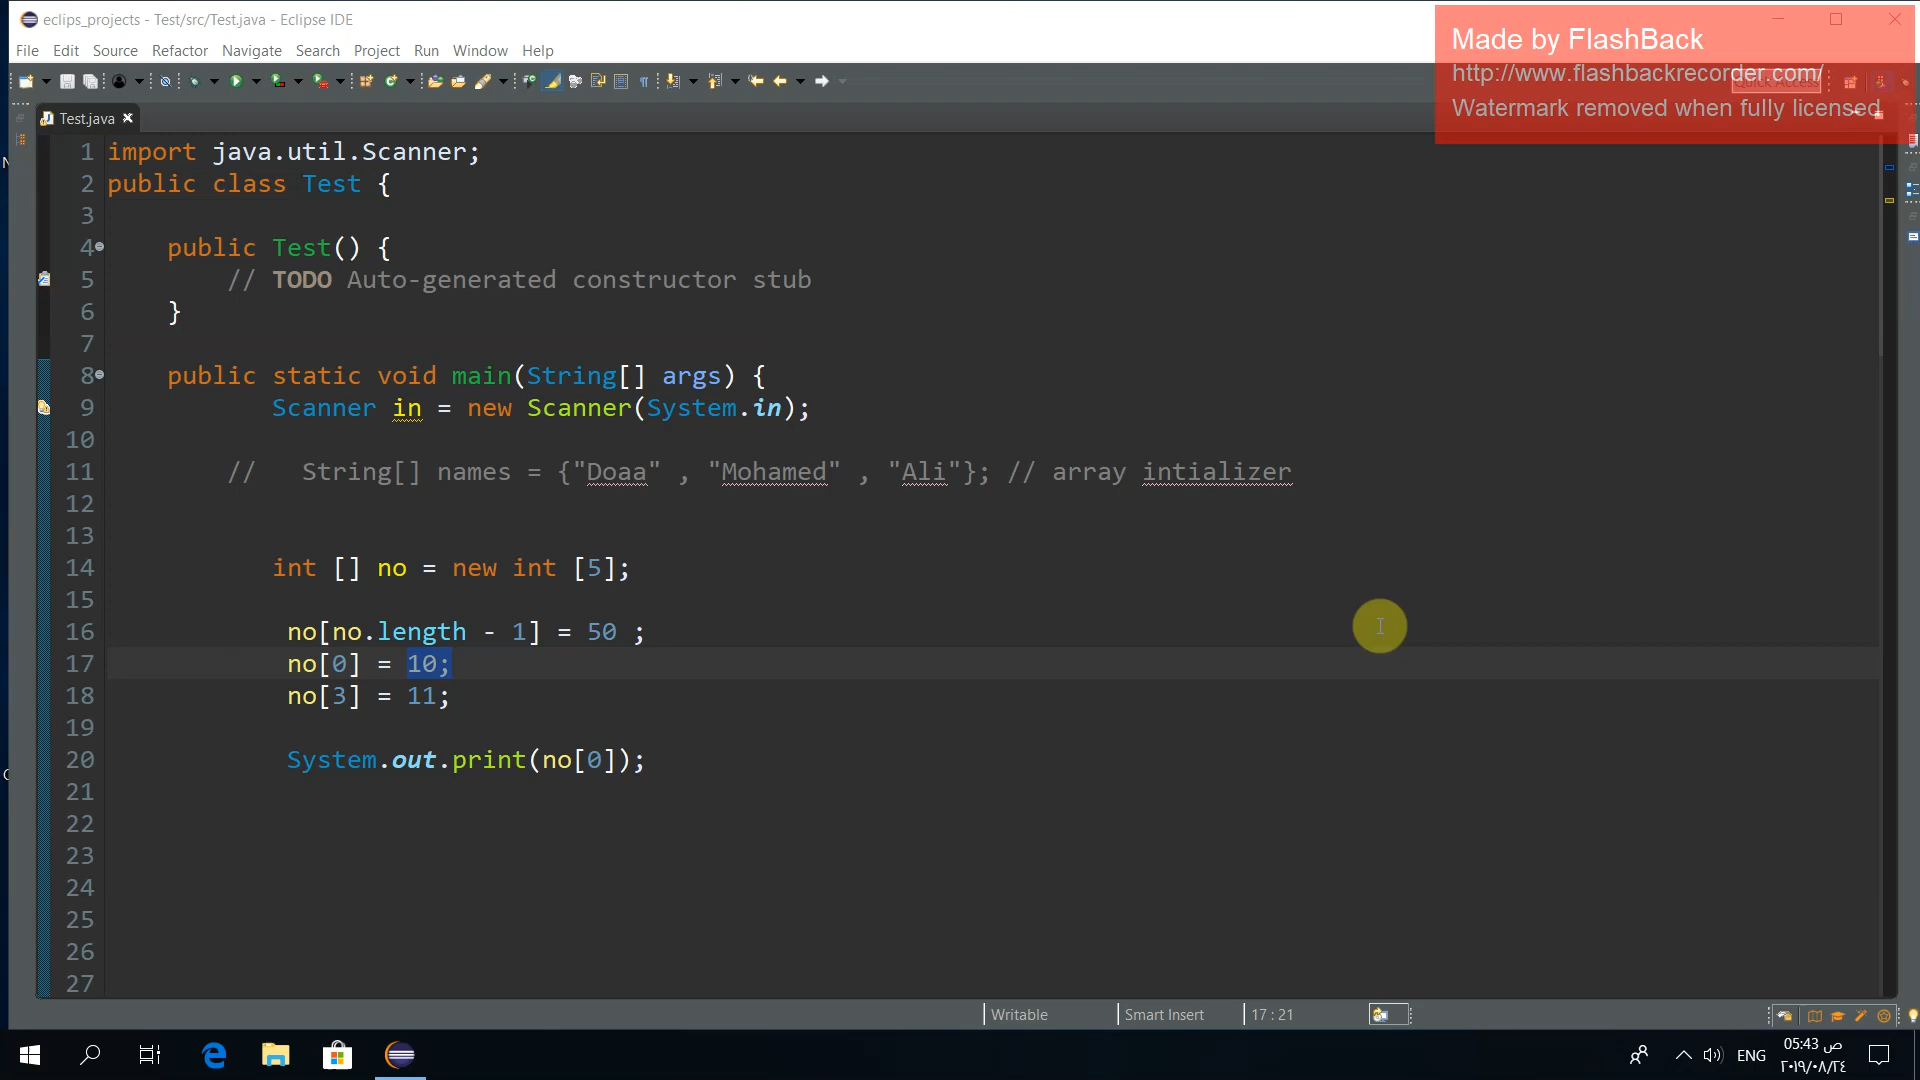 eclips_projects - Test/src/Test.java - Eclipse IDE
File Edit Source Refactor Navigate Search Project Run Window Help
Made by FlashBack
http://www.flashbackrecorder.com/
Quick Access
Watermark removed when fully licensed
Test.java
1 import java.util.Scanner;
2 public class Test {
3
4 public Test() {
5 // TODO Auto-generated constructor stub
6 }
7
8 public static void main(String[] args) {
9 Scanner in = new Scanner(System.in);
10
11 // String[] names = {"Doaa" , "Mohamed" , "Ali"}; // array intializer
12
13
14 int [] no = new int [5];
15
16 no[no.length - 1] = 50 ;
17 no[0] = 10;
18 no[3] = 11;
19
20 System.out.print(no[0]);
21
22
23
24
25
26
27
Writable Smart Insert 17 : 21
ENG
05:43 ص
٢٠١٩/٠٨/٢٤